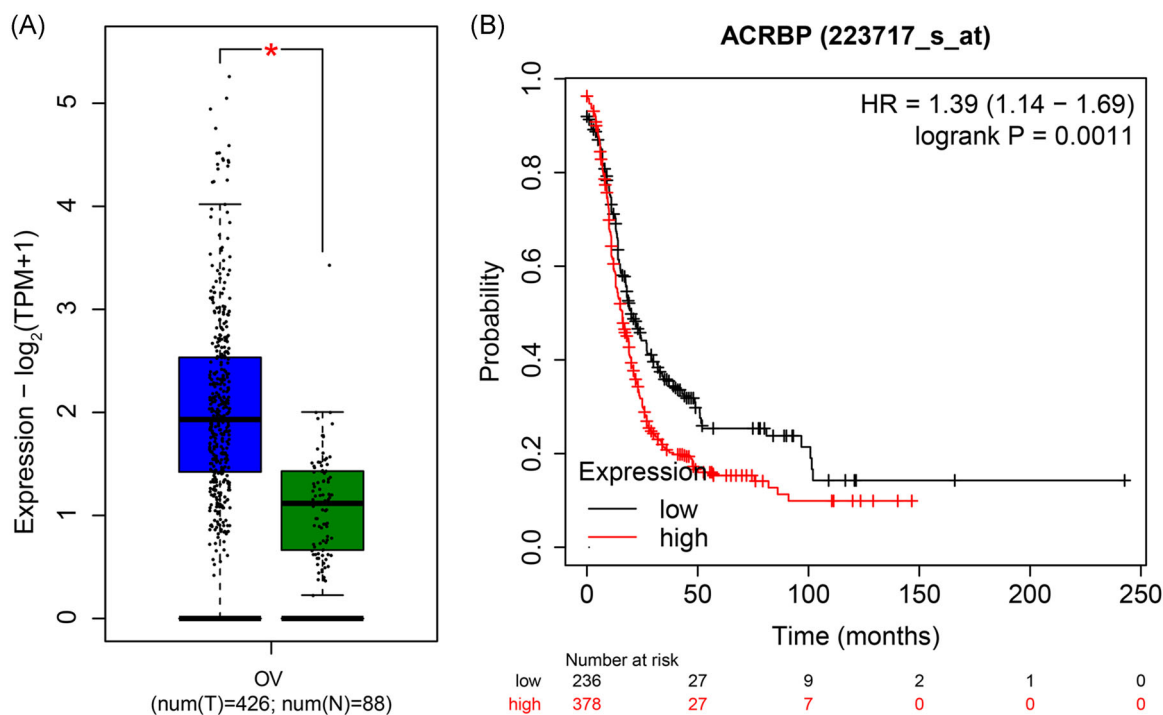 (A)
*
Expression − log2(TPM+1)
5
4
3
2
1
0
OV
(num(T)=426; num(N)=88)
(B)
ACRBP (223717_s_at)
HR = 1.39 (1.14 − 1.69)
logrank P = 0.0011
Probability
1.0
0.8
0.6
0.4
0.2
0.0
Expression
low
high
0 50 100 150 200 250
Time (months)
Number at risk
low 236 27 9 2 1 0
high 378 27 7 0 0 0